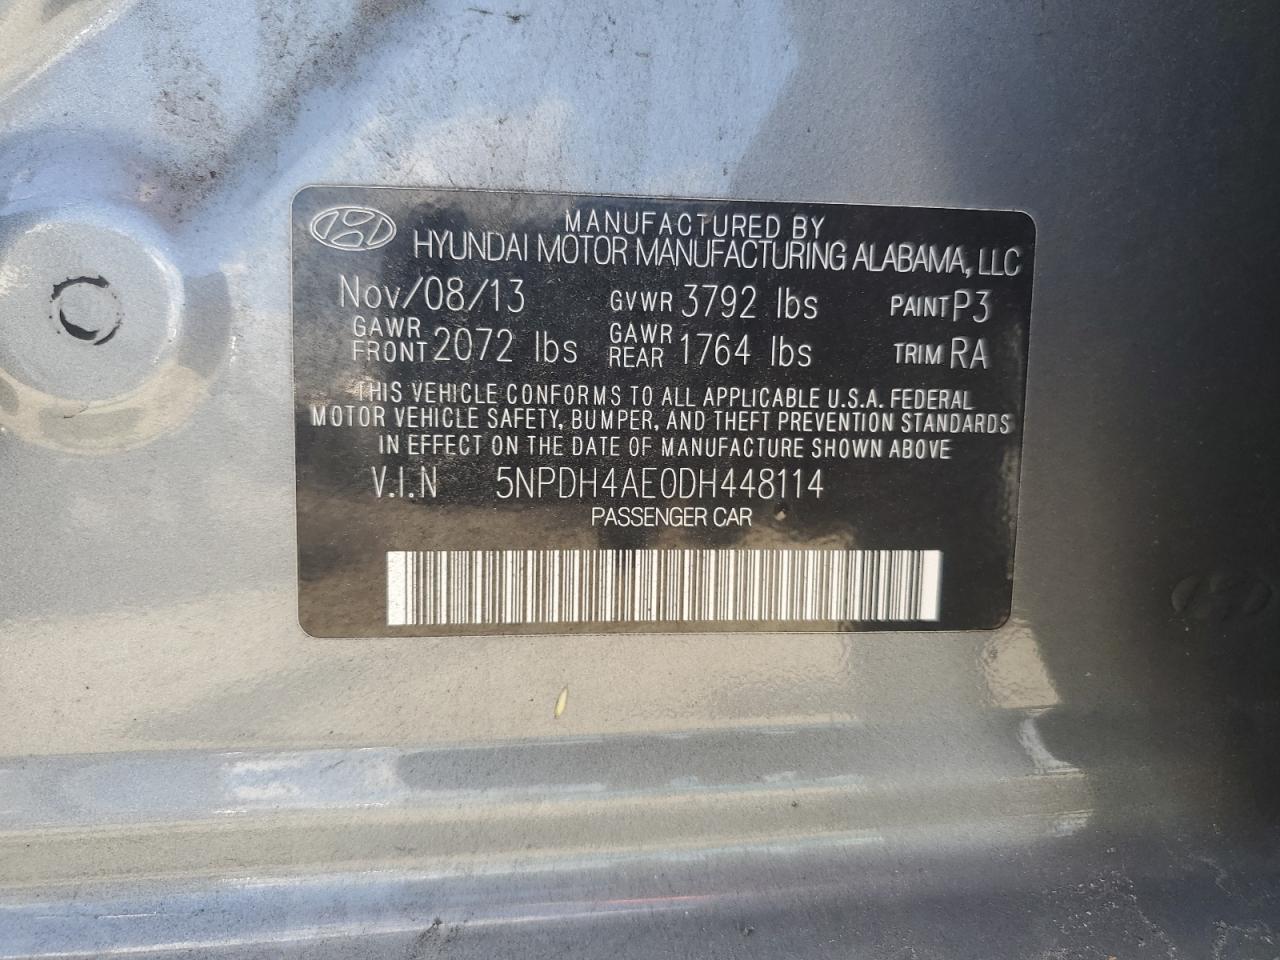 MANUFACTURED BY
HYUNDAI MOTOR MANUFACTURING ALABAMA, LLC
Nov/08/13 GVWR 3792 lbs PAINT P3
GAWR FRONT 2072 lbs GAWR REAR 1764 lbs TRIM RA
THIS VEHICLE CONFORMS TO ALL APPLICABLE U.S.A. FEDERAL
MOTOR VEHICLE SAFETY, BUMPER, AND THEFT PREVENTION STANDARDS
IN EFFECT ON THE DATE OF MANUFACTURE SHOWN ABOVE
V.I.N 5NPDH4AE0DH448114
PASSENGER CAR